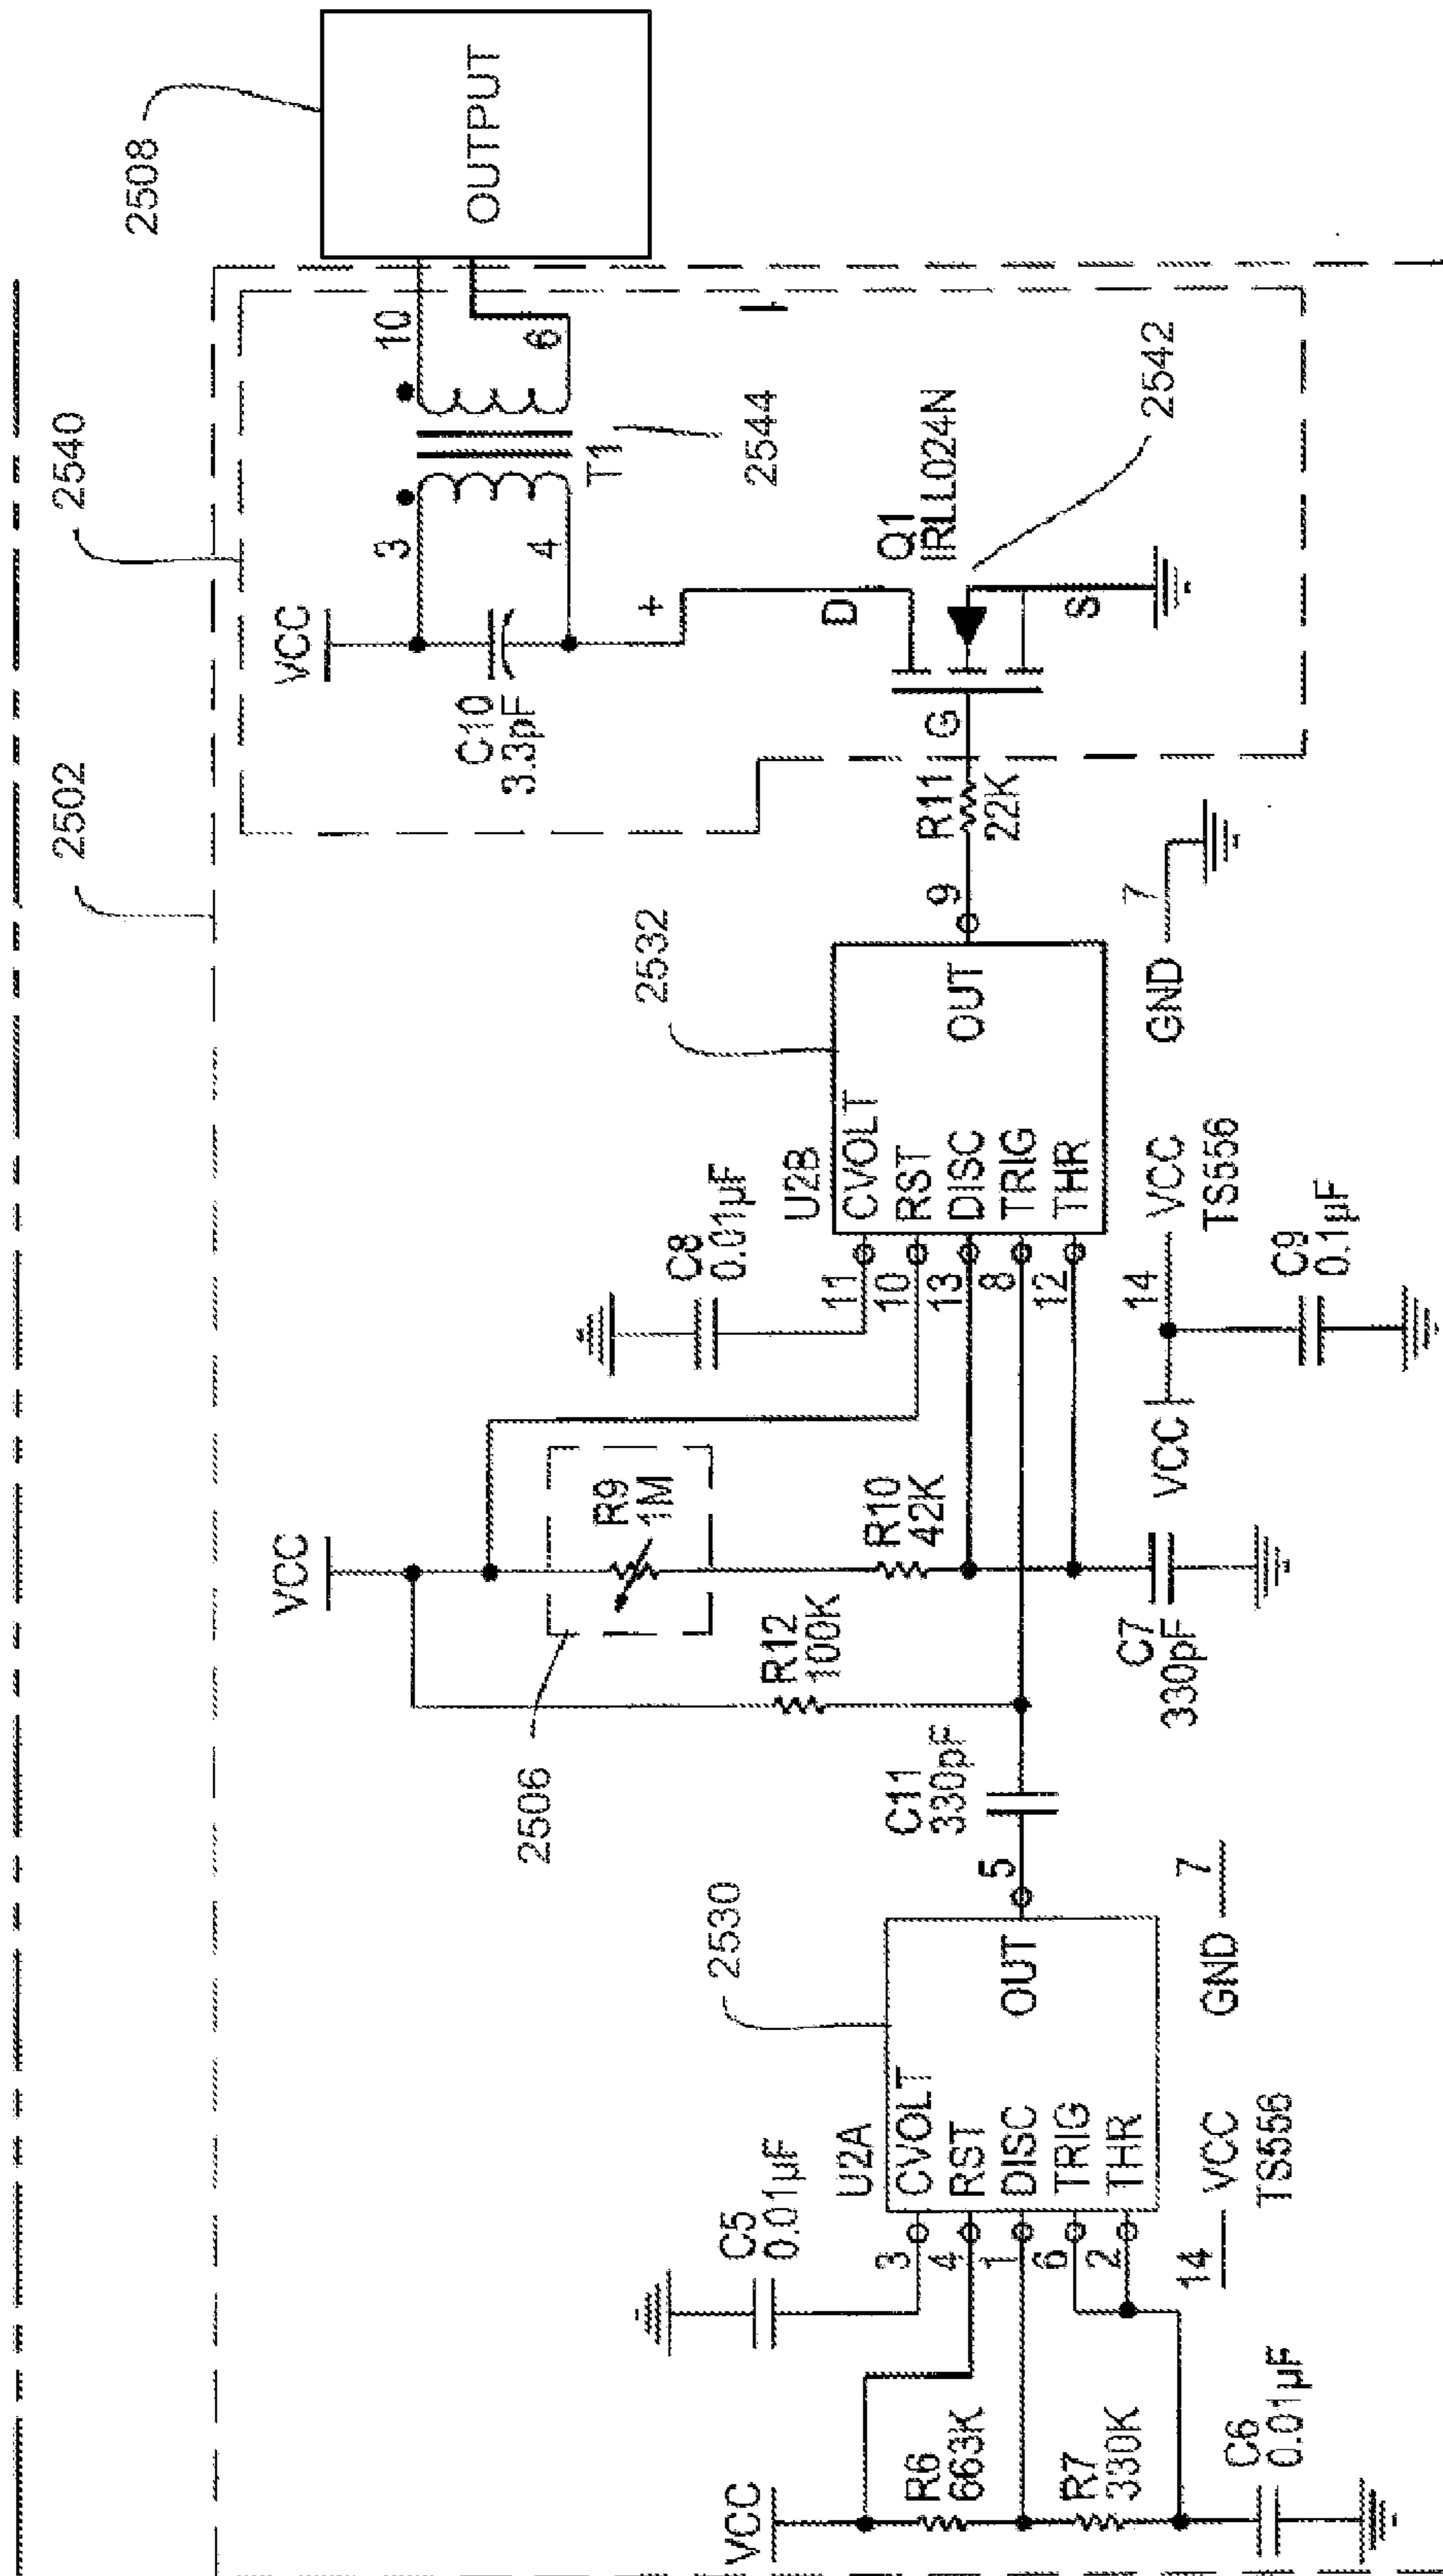 2502
2540
2508
OUTPUT
VCC
3
10
4
6
C10
3.3pF
T1
2544
+
D
Q1
IRLL024N
G
S
2542
R11
22K
9
2532
U2B
CVOLT
RST
DISC
TRIG
THR
OUT
11
10
13
8
12
C8
0.01µF
14
VCC
TS556
GND
7
VCC
C9
0.1µF
VCC
R9
1M
2506
R12
100K
R10
42K
C7
330pF
C11
330pF
5
2530
U2A
CVOLT
RST
DISC
TRIG
THR
OUT
3
4
1
6
2
C5
0.01µF
14
VCC
TS556
GND
7
VCC
R6
663K
R7
330K
C6
0.01µF